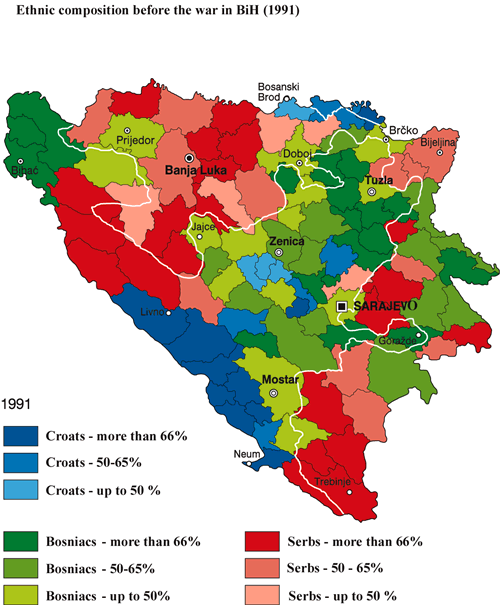 Ethnic composition before the war in BiH (1991)
Bosanski
Brod
Brčko
Prijedor
Bijeljina
Doboj
Banja Luka
Bihać
Tuzla
Jajce
Zenica
SARAJEVO
Livno
Goražde
Mostar
1991
Neum
Trebinje
Croats - more than 66%
Croats - 50-65%
Croats - up to 50 %
Bosniacs - more than 66%
Bosniacs - 50-65%
Bosniacs - up to 50%
Serbs - more than 66%
Serbs - 50 - 65%
Serbs - up to 50 %